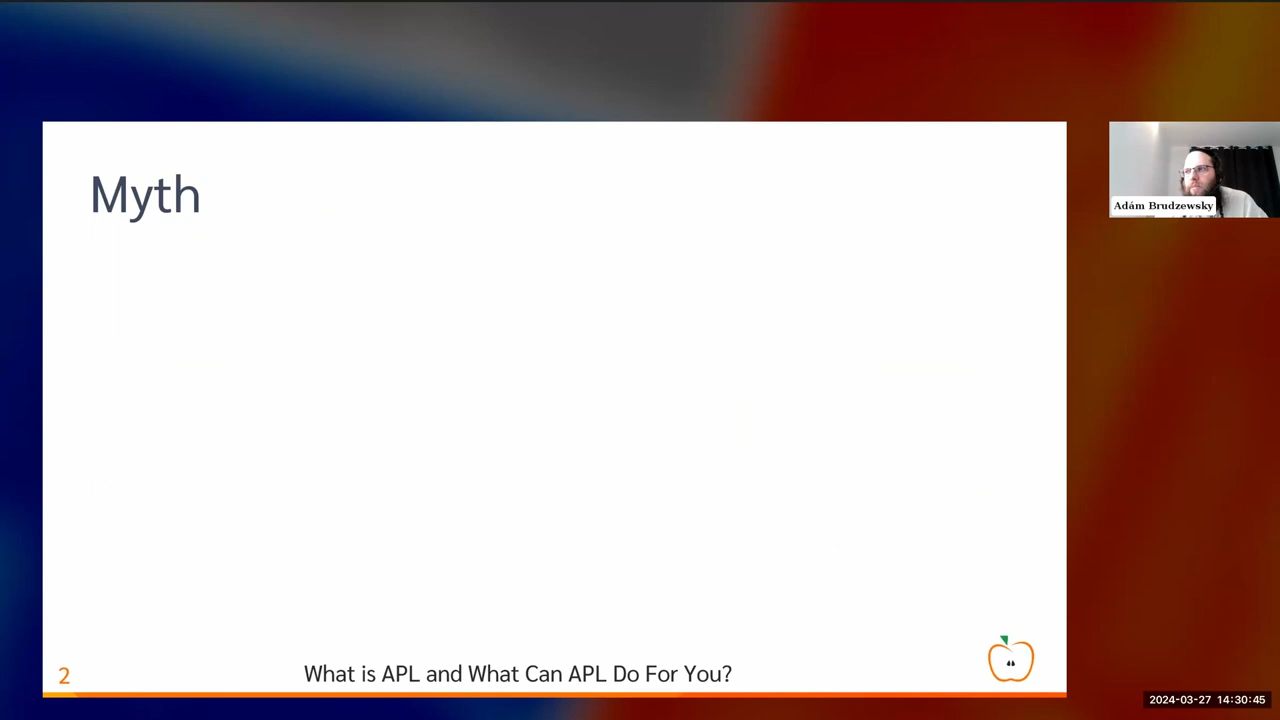 Myth
Adám Brudzewsky
2
What is APL and What Can APL Do For You?
2024-03-27 14:30:45